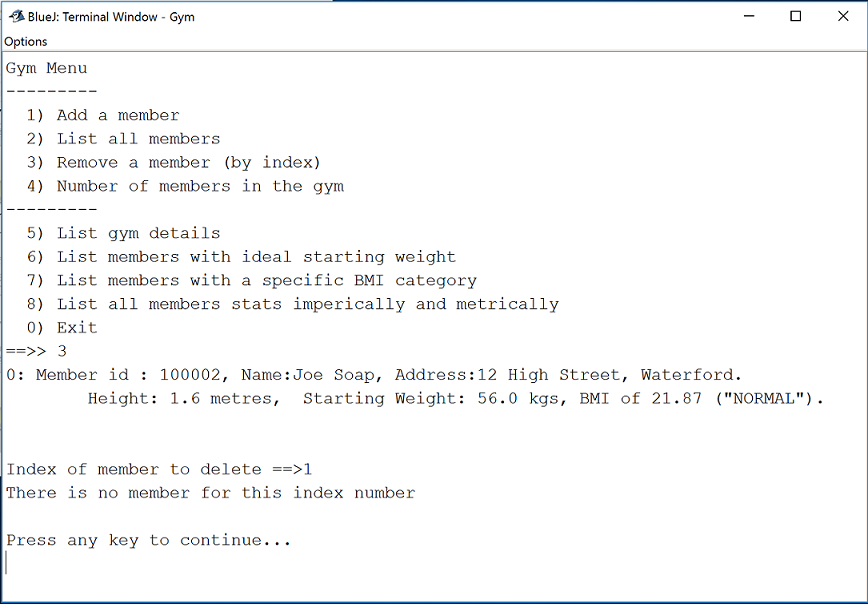 BlueJ: Terminal Window - Gym
Options
Gym Menu
---------
  1) Add a member
  2) List all members
  3) Remove a member (by index)
  4) Number of members in the gym
---------
  5) List gym details
  6) List members with ideal starting weight
  7) List members with a specific BMI category
  8) List all members stats imperically and metrically
  0) Exit
==>> 3
0: Member id : 100002, Name:Joe Soap, Address:12 High Street, Waterford.
        Height: 1.6 metres,  Starting Weight: 56.0 kgs, BMI of 21.87 ("NORMAL").
Index of member to delete ==>1
There is no member for this index number
Press any key to continue...